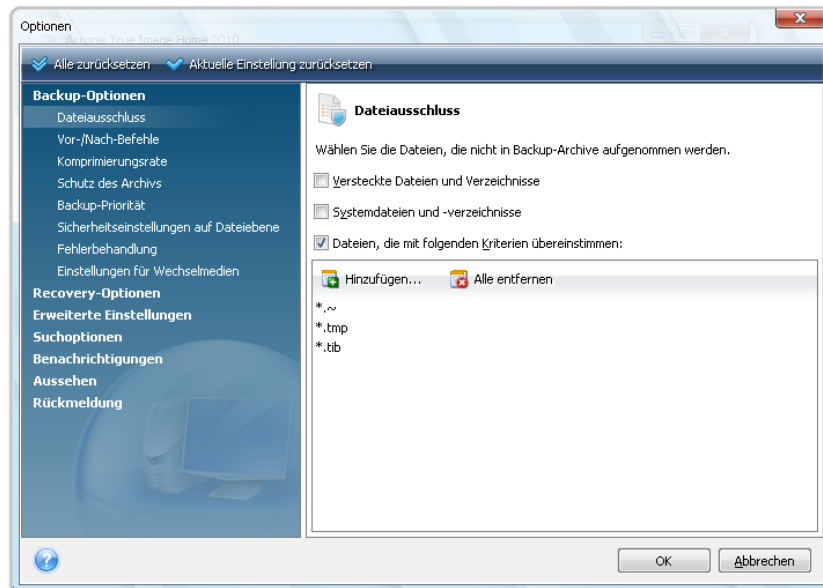 Optionen
Acronis True Image Home 2010
Alle zurücksetzen Aktuelle Einstellung zurücksetzen
Backup-Optionen
Dateiausschluss
Vor-/Nach-Befehle
Komprimierungsrate
Schutz des Archivs
Backup-Priorität
Sicherheitseinstellungen auf Dateiebene
Fehlerbehandlung
Einstellungen für Wechselmedien
Recovery-Optionen
Erweiterte Einstellungen
Suchoptionen
Benachrichtigungen
Aussehen
Rückmeldung
Dateiausschluss
Wählen Sie die Dateien, die nicht in Backup-Archive aufgenommen werden.
Versteckte Dateien und Verzeichnisse
Systemdateien und -verzeichnisse
Dateien, die mit folgenden Kriterien übereinstimmen:
Hinzufügen... Alle entfernen
*.~
*.tmp
*.tib
OK Abbrechen